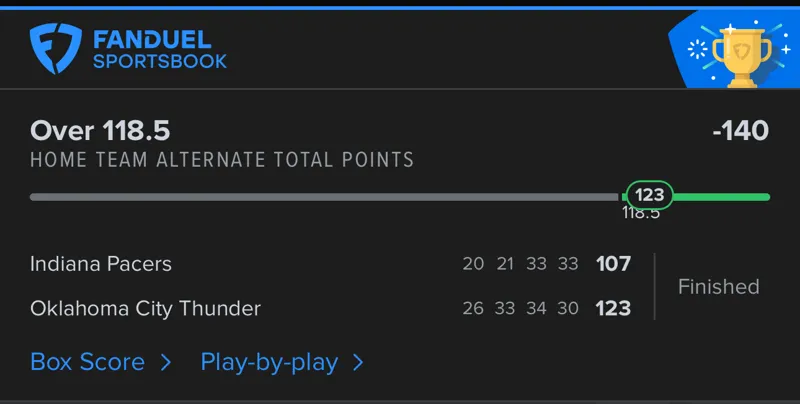 FANDUEL
SPORTSBOOK
Over 118.5 -140
HOME TEAM ALTERNATE TOTAL POINTS
123
118.5
Indiana Pacers 20 21 33 33 107
Finished
Oklahoma City Thunder 26 33 34 30 123
Box Score > Play-by-play >